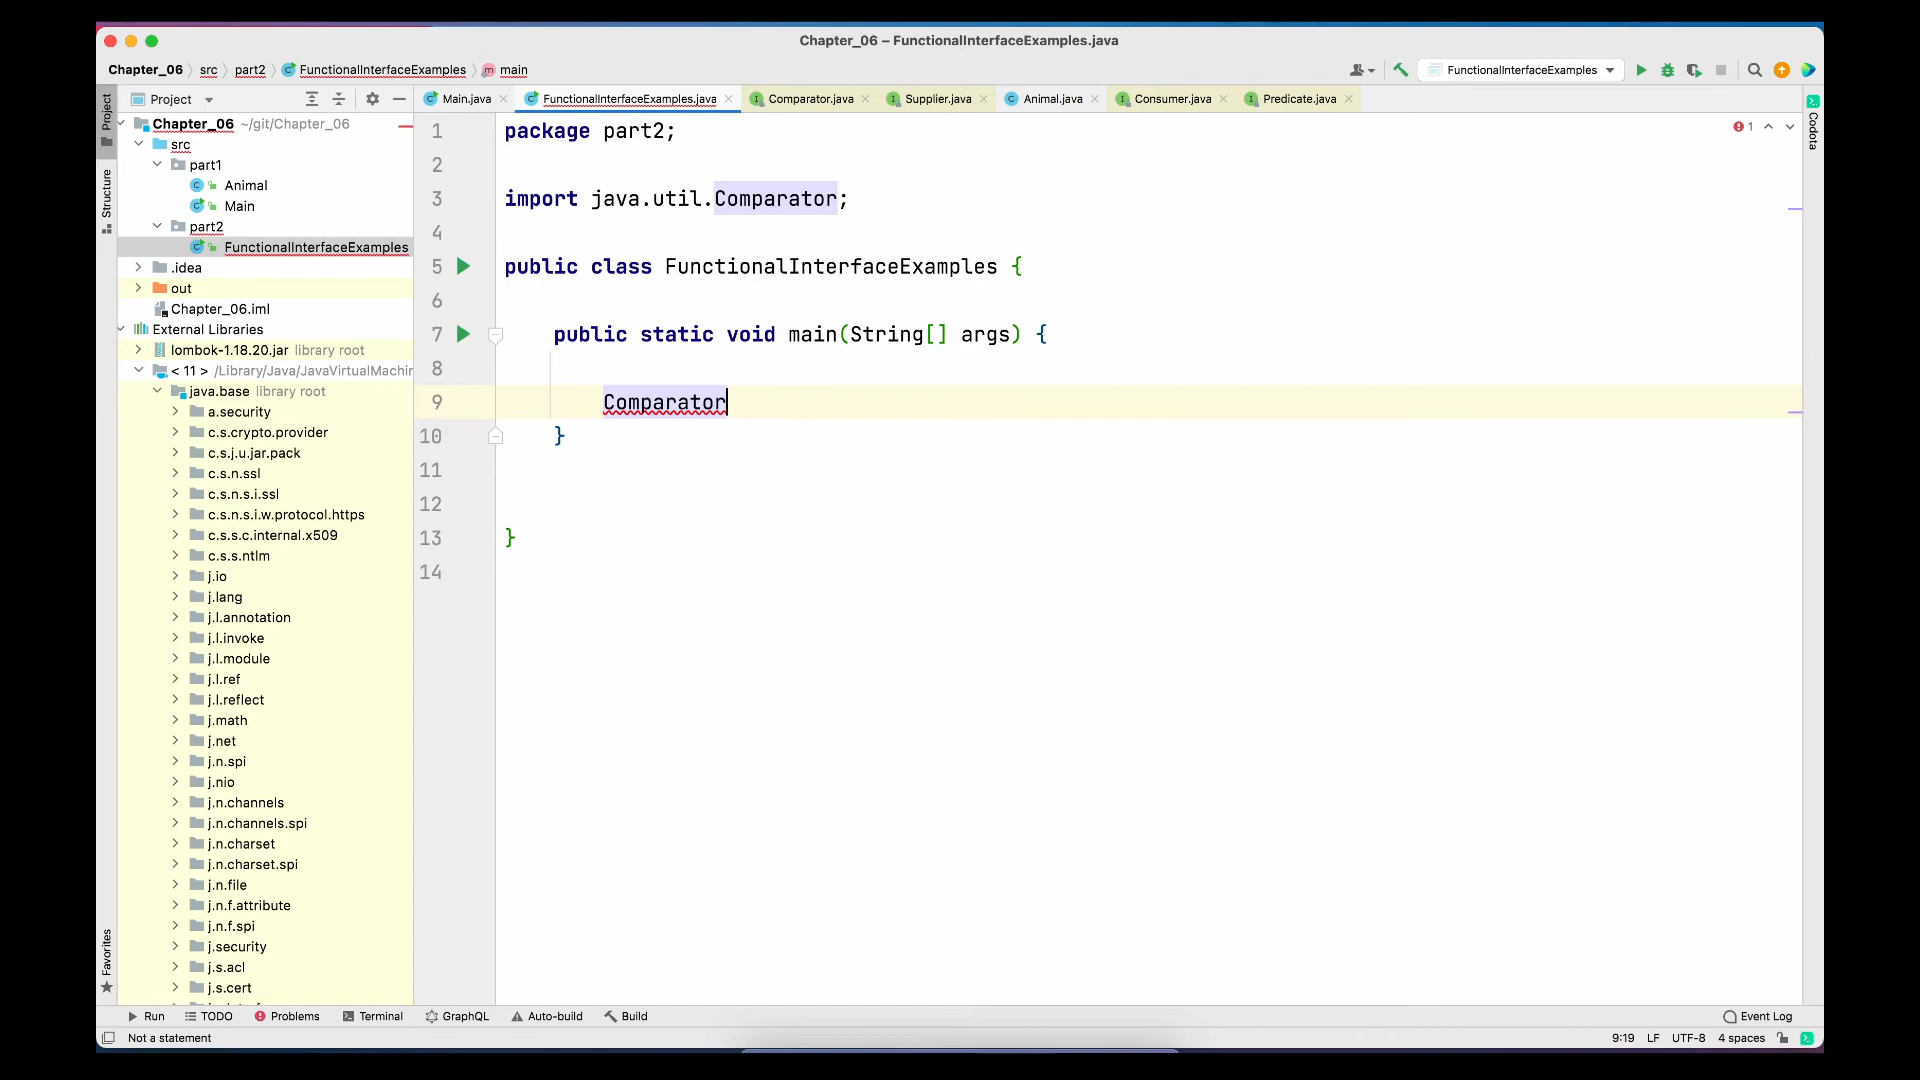 Chapter_06 – FunctionalInterfaceExamples.java
Chapter_06 src part2 FunctionalInterfaceExamples main
FunctionalInterfaceExamples
Project
Main.java FunctionalInterfaceExamples.java Comparator.java Supplier.java Animal.java Consumer.java Predicate.java
Project
Structure
Favorites
Codota
Chapter_06 ~/git/Chapter_06
src
part1
Animal
Main
part2
FunctionalInterfaceExamples
.idea
out
Chapter_06.iml
External Libraries
lombok-1.18.20.jar library root
< 11 > /Library/Java/JavaVirtualMachin
java.base library root
a.security
c.s.crypto.provider
c.s.j.u.jar.pack
c.s.n.ssl
c.s.n.s.i.ssl
c.s.n.s.i.w.protocol.https
c.s.s.c.internal.x509
c.s.s.ntlm
j.io
j.lang
j.l.annotation
j.l.invoke
j.l.module
j.l.ref
j.l.reflect
j.math
j.net
j.n.spi
j.nio
j.n.channels
j.n.channels.spi
j.n.charset
j.n.charset.spi
j.n.file
j.n.f.attribute
j.n.f.spi
j.security
j.s.acl
j.s.cert
1 package part2;
2
3 import java.util.Comparator;
4
5 public class FunctionalInterfaceExamples {
6
7 public static void main(String[] args) {
8
9 Comparator
10 }
11
12
13 }
14
1
Run TODO Problems Terminal GraphQL Auto-build Build Event Log
Not a statement 9:19 LF UTF-8 4 spaces